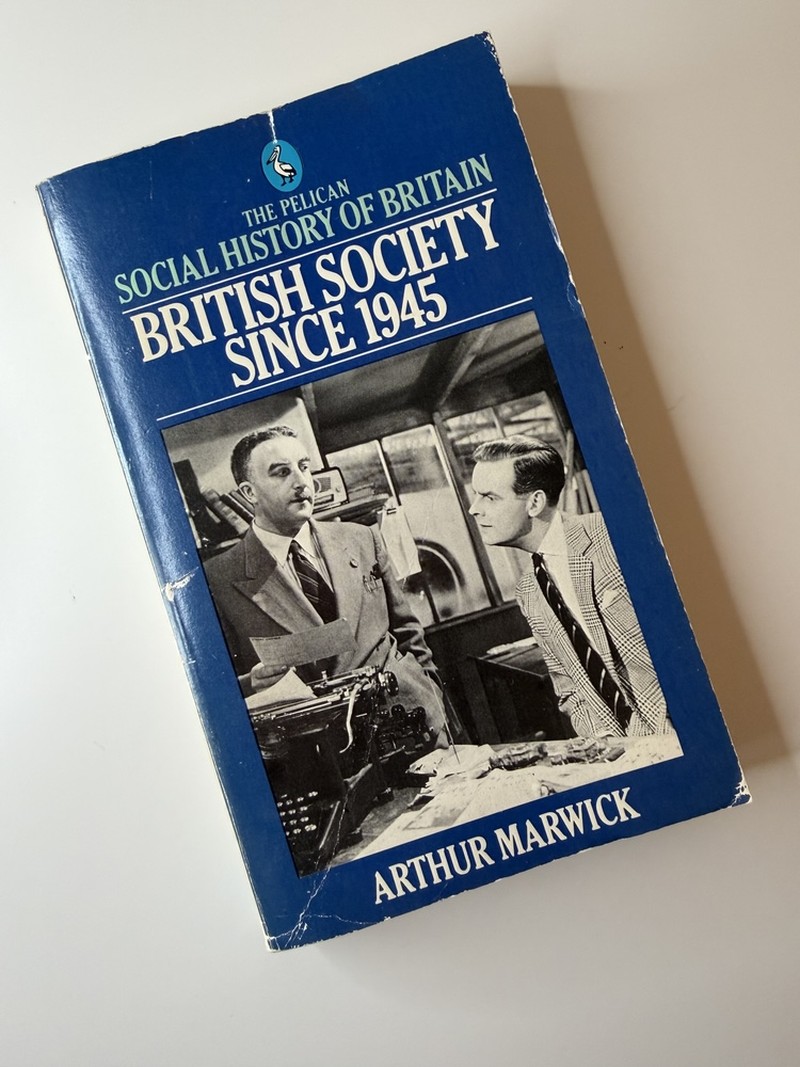 THE PELICAN
SOCIAL HISTORY OF BRITAIN
BRITISH SOCIETY
SINCE 1945
ARTHUR MARWICK